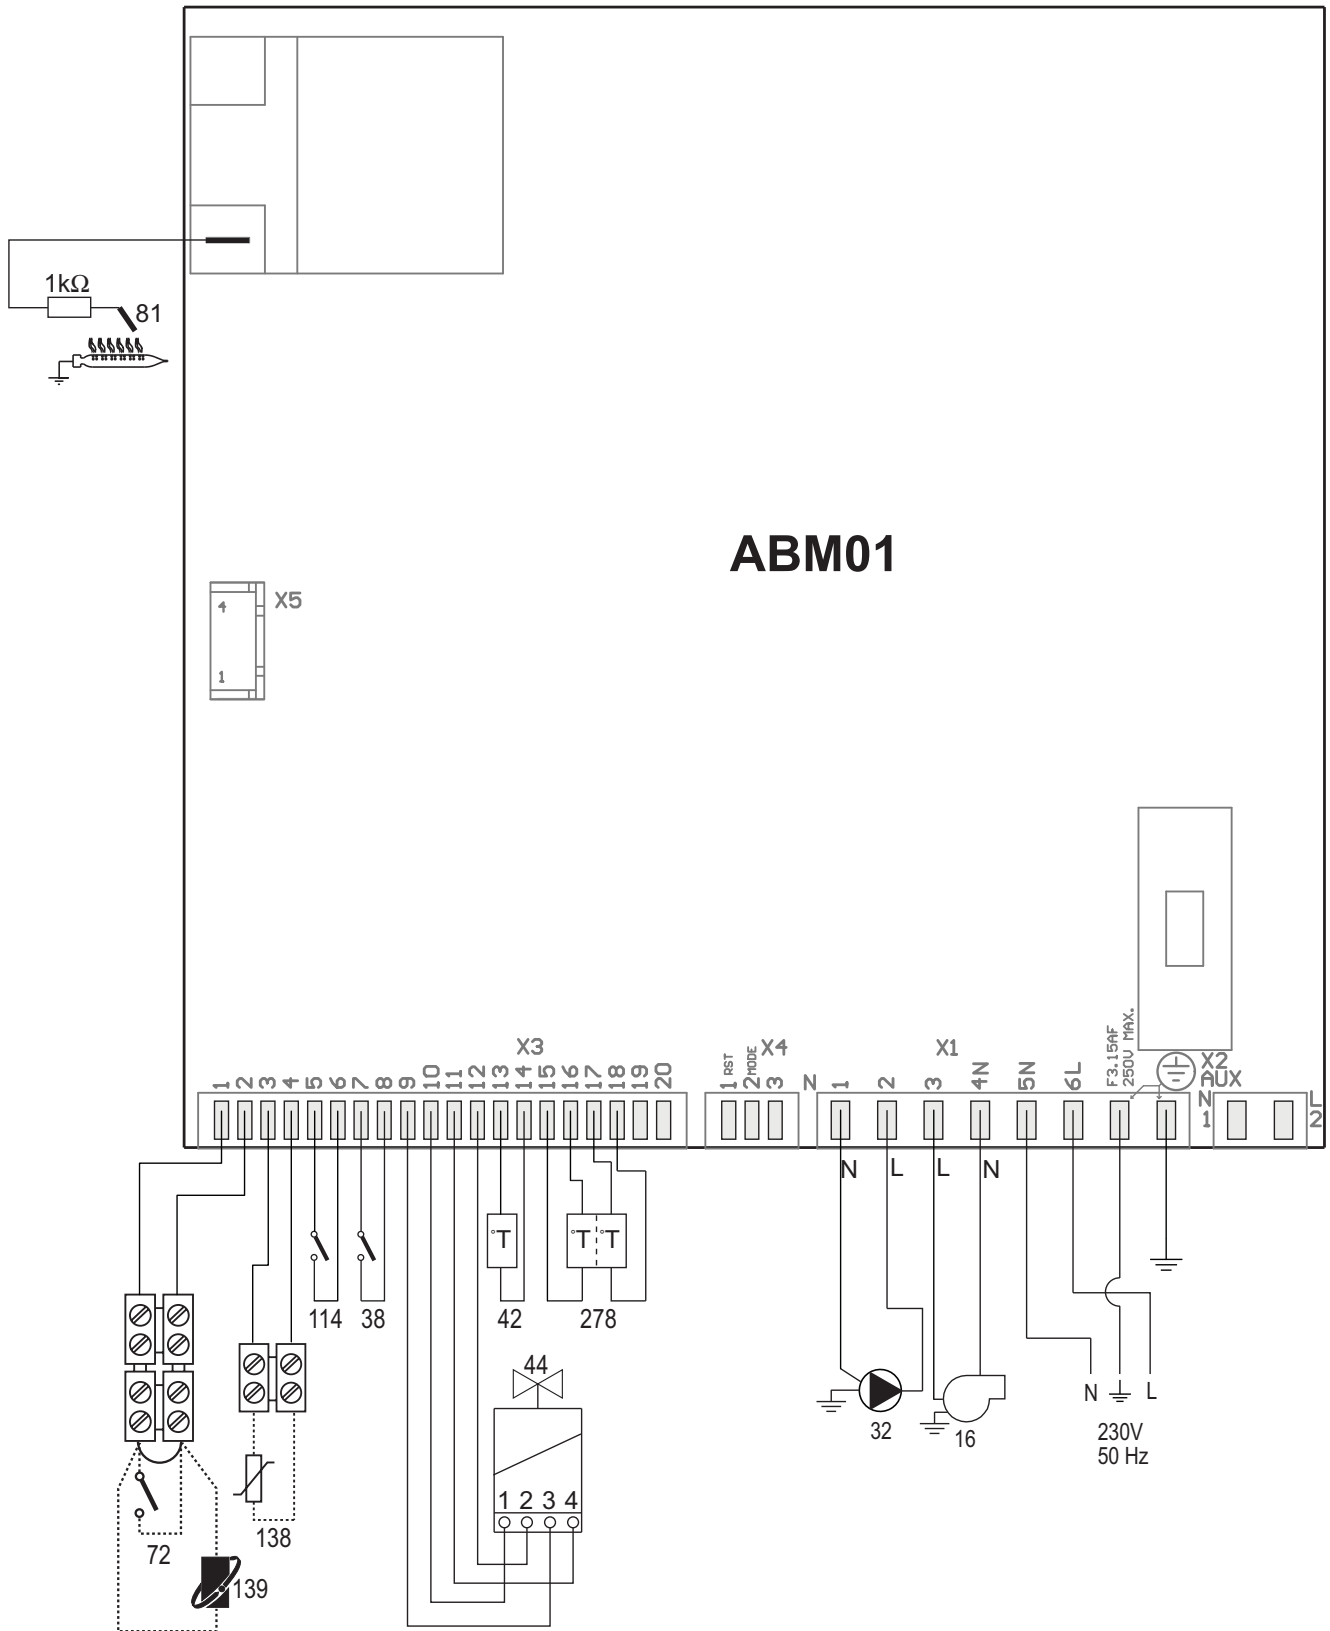 1kΩ
81
ABM01
4
X5
1
F3.15AF
250V MAX.
X3
X4
X1
X2
AUX
1 2 3 4 5 6 7 8 9 10 11 12 13 14 15 16 17 18 19 20
1 RST
2 MODE
3
N
1 2 3 4N 5N 6L
N
1
L
2
N L L N
°T
°T °T
114 38 42 278
44
1 2 3 4
32
16
N L
230V
50 Hz
138
72
139